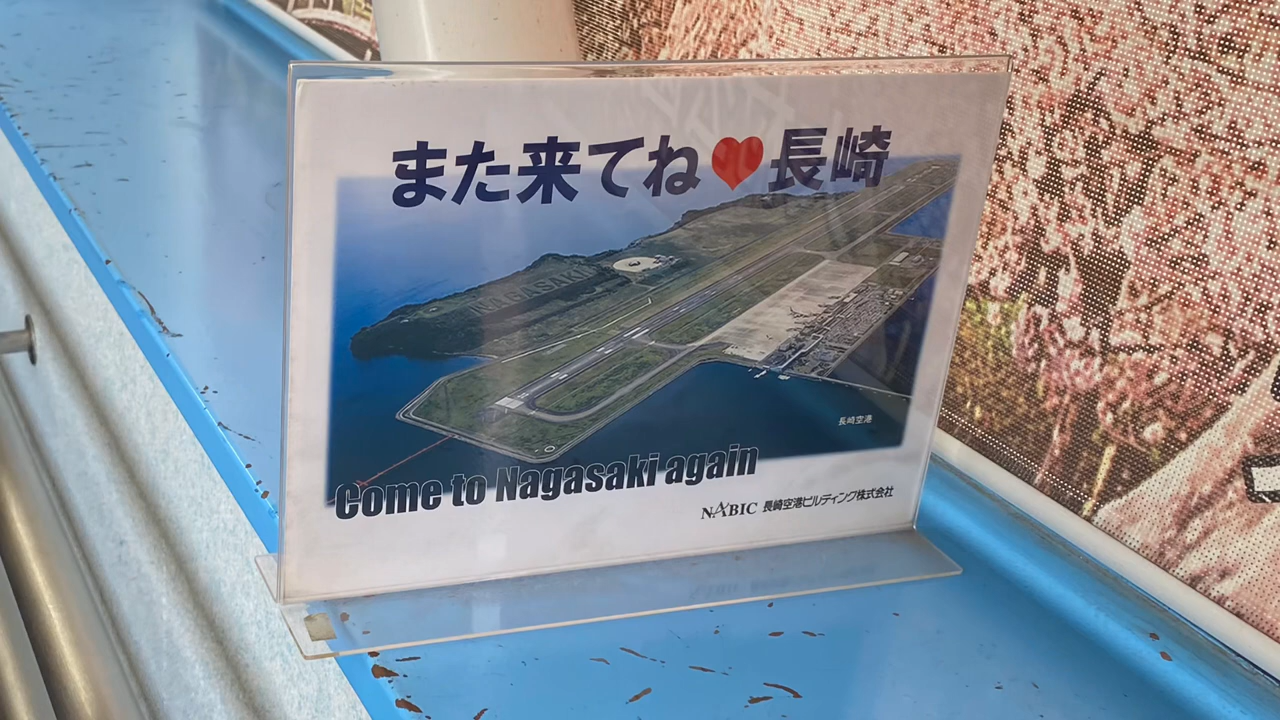 また来てね♥長崎
NAGASAKI
長崎空港
Come to Nagasaki again
NABIC 長崎空港ビルディング株式会社